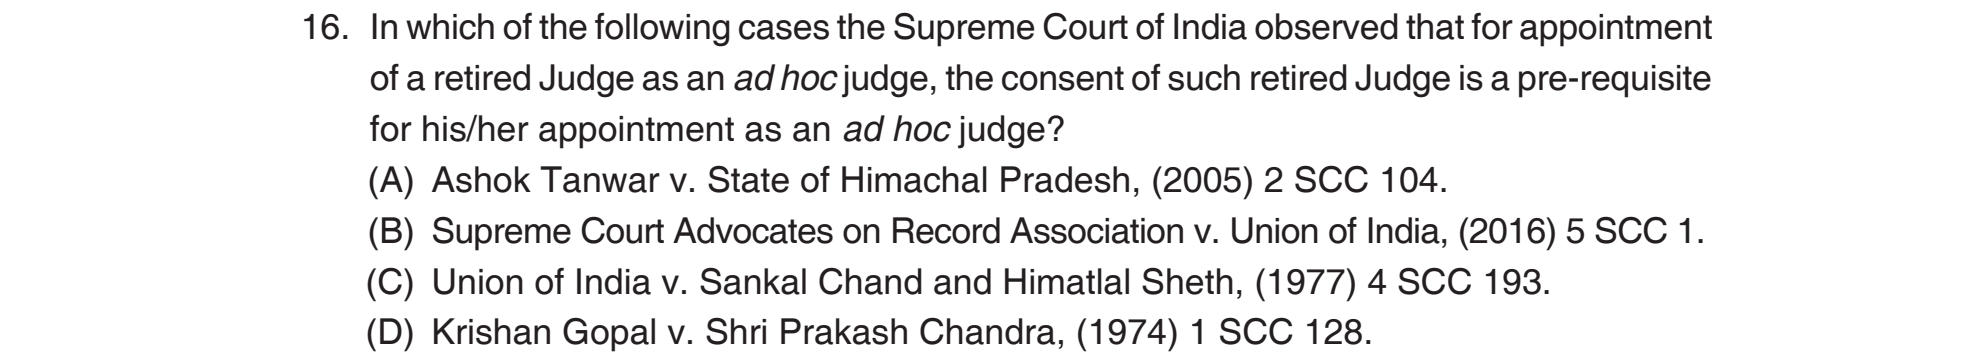 16. In which of the following cases the Supreme Court of India observed that for appointment
of a retired Judge as an ad hoc judge, the consent of such retired Judge is a pre-requisite
for his/her appointment as an ad hoc judge?
(A) Ashok Tanwar v. State of Himachal Pradesh, (2005) 2 SCC 104.
(B) Supreme Court Advocates on Record Association v. Union of India, (2016) 5 SCC 1.
(C) Union of India v. Sankal Chand and Himatlal Sheth, (1977) 4 SCC 193.
(D) Krishan Gopal v. Shri Prakash Chandra, (1974) 1 SCC 128.